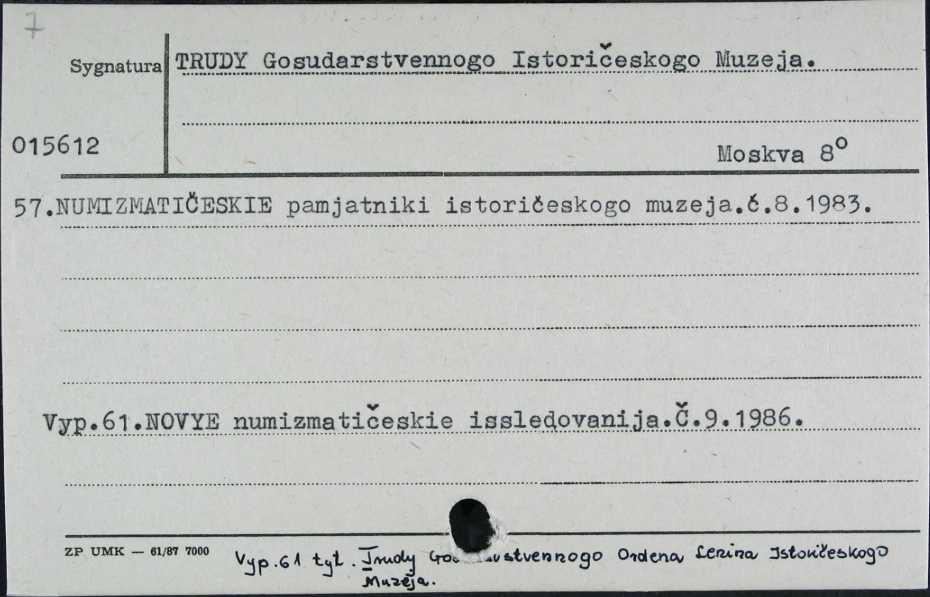 7
Sygnatura
TRUDY Gosudarstvennogo Istoričeskogo Muzeja.
015612
Moskva 8°
57.NUMIZMATIČESKIE pamjatniki istoričeskogo muzeja.č.8.1983.
Vyp.61.NOVYE numizmatičeskie issledovanija.Č.9.1986.
ZP UMK — 61/87 7000
Vyp.61 tyt. Trudy Ordena Lenina Istoričeskogo
Muzeja.